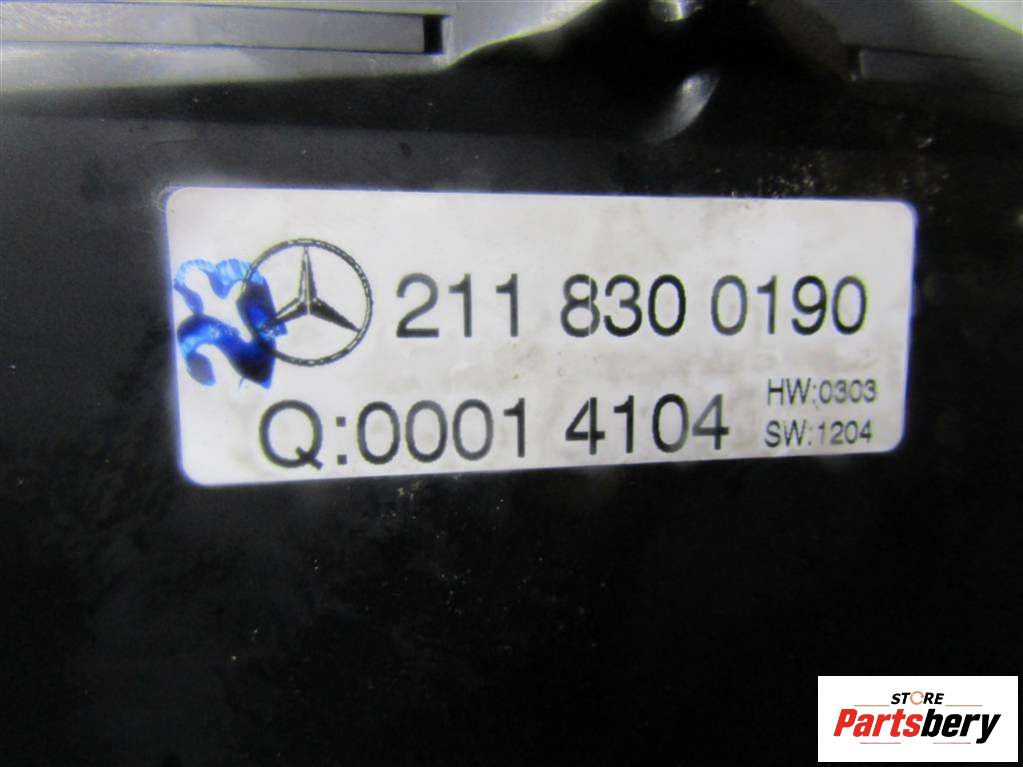 211 830 0190
Q:0001 4104
HW:0303
SW:1204
STORE
Partsbery